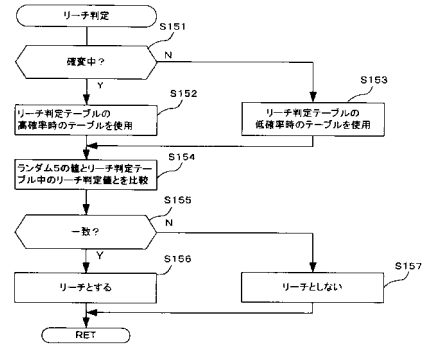 リーチ判定
S151
確変中？
N
Y
S152
リーチ判定テーブルの
高確率時のテーブルを使用
S153
リーチ判定テーブルの
低確率時のテーブルを使用
S154
ランダム5の値とリーチ判定テー
ブル中のリーチ判定値とを比較
S155
一致？
N
Y
S156
リーチとする
S157
リーチとしない
RET